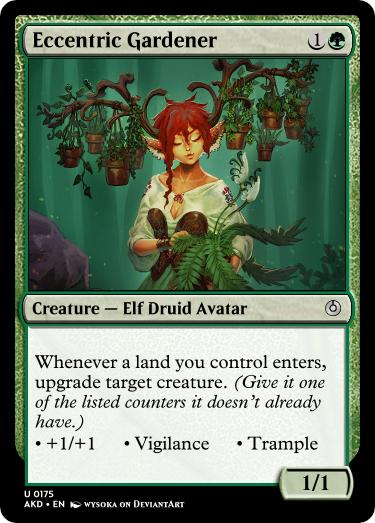 Eccentric Gardener 1
Creature — Elf Druid Avatar
Whenever a land you control enters,
upgrade target creature. (Give it one
of the listed counters it doesn't already
have.)
• +1/+1 • Vigilance • Trample
1/1
U 0175
AKD • EN WYSOKA ON DEVIANTART